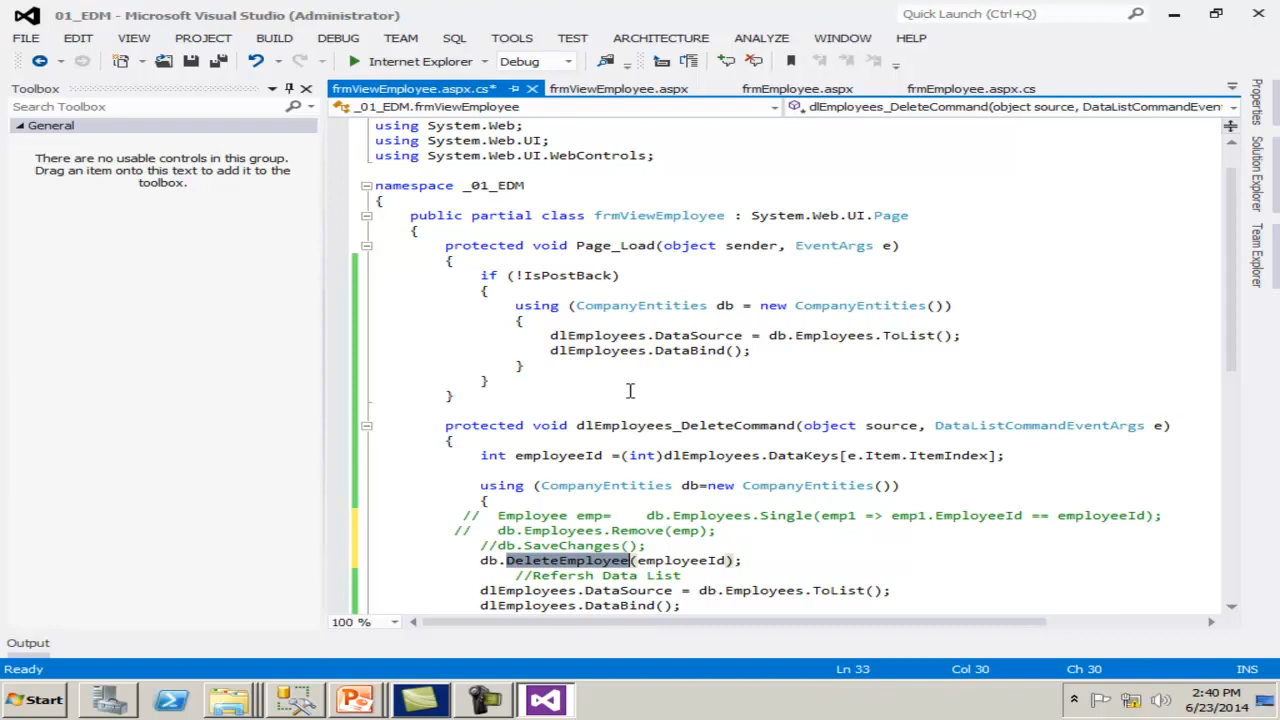 01_EDM - Microsoft Visual Studio (Administrator)
Quick Launch (Ctrl+Q)
FILE EDIT VIEW PROJECT BUILD DEBUG TEAM SQL TOOLS TEST ARCHITECTURE ANALYZE WINDOW HELP
Internet Explorer Debug
Toolbox
Search Toolbox
General
There are no usable controls in this group.
Drag an item onto this text to add it to the
toolbox.
frmViewEmployee.aspx.cs* frmViewEmployee.aspx frmEmployee.aspx frmEmployee.aspx.cs
_01_EDM.frmViewEmployee dlEmployees_DeleteCommand(object source, DataListCommandEven
using System.Web;
using System.Web.UI;
using System.Web.UI.WebControls;
namespace _01_EDM
{
public partial class frmViewEmployee : System.Web.UI.Page
{
protected void Page_Load(object sender, EventArgs e)
{
if (!IsPostBack)
{
using (CompanyEntities db = new CompanyEntities())
{
dlEmployees.DataSource = db.Employees.ToList();
dlEmployees.DataBind();
}
}
}
protected void dlEmployees_DeleteCommand(object source, DataListCommandEventArgs e)
{
int employeeId =(int)dlEmployees.DataKeys[e.Item.ItemIndex];
using (CompanyEntities db=new CompanyEntities())
{
// Employee emp= db.Employees.Single(emp1 => emp1.EmployeeId == employeeId);
// db.Employees.Remove(emp);
//db.SaveChanges();
db.DeleteEmployee(employeeId);
//Refersh Data List
dlEmployees.DataSource = db.Employees.ToList();
dlEmployees.DataBind();
100 %
Properties
Solution Explorer
Team Explorer
Output
Ready Ln 33 Col 30 Ch 30 INS
Start
2:40 PM
6/23/2014